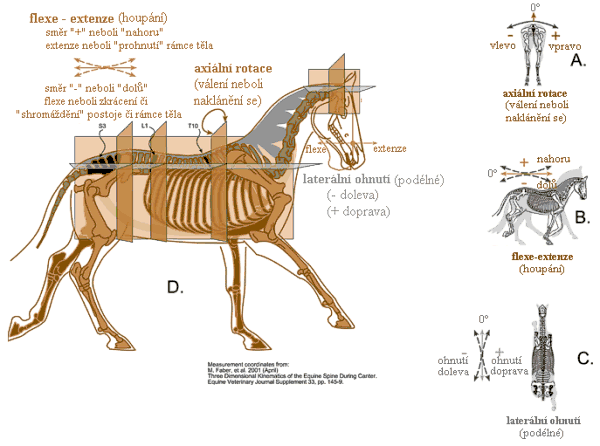 flexe - extenze (houpání)
směr "+" neboli "nahoru"
extenze neboli "prohnutí" rámce těla
směr "-" neboli "dolů"
flexe neboli zkrácení či
"shromáždění" postoje či rámce těla
axiální rotace
(válení neboli
naklánění se)
S3
L1
T10
flexe
extenze
laterální ohnutí (podélné)
(- doleva)
(+ doprava)
D.
Measurement coordinates from:
M. Faber, et al. 2001 (April)
Three Dimensional Kinematics of the Equine Spine During Canter.
Equine Veterinary Journal Supplement 33, pp. 145-9.
0°
- +
vlevo vpravo
A.
axiální rotace
(válení neboli
naklánění se)
0° + nahoru
- dolů
B.
flexe-extenze
(houpání)
0°
- +
ohnutí ohnutí
doleva doprava
C.
laterální ohnutí
(podélné)